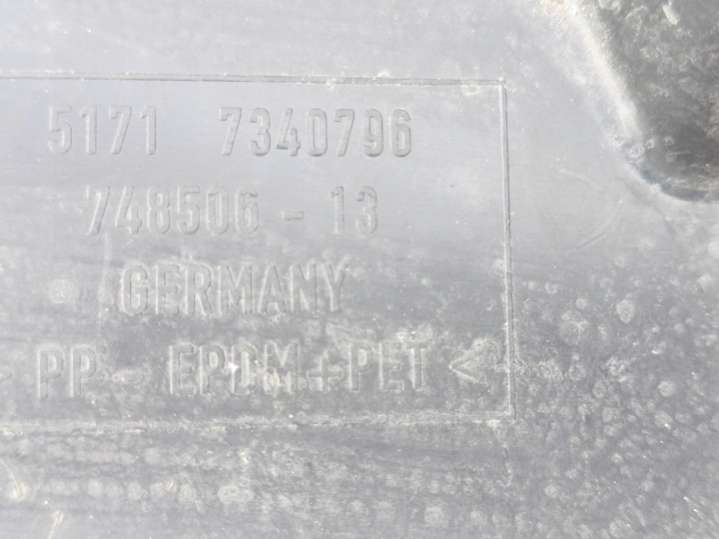 5171 7340796
748506 - 13
GERMANY
> PP - EPDM+PET <